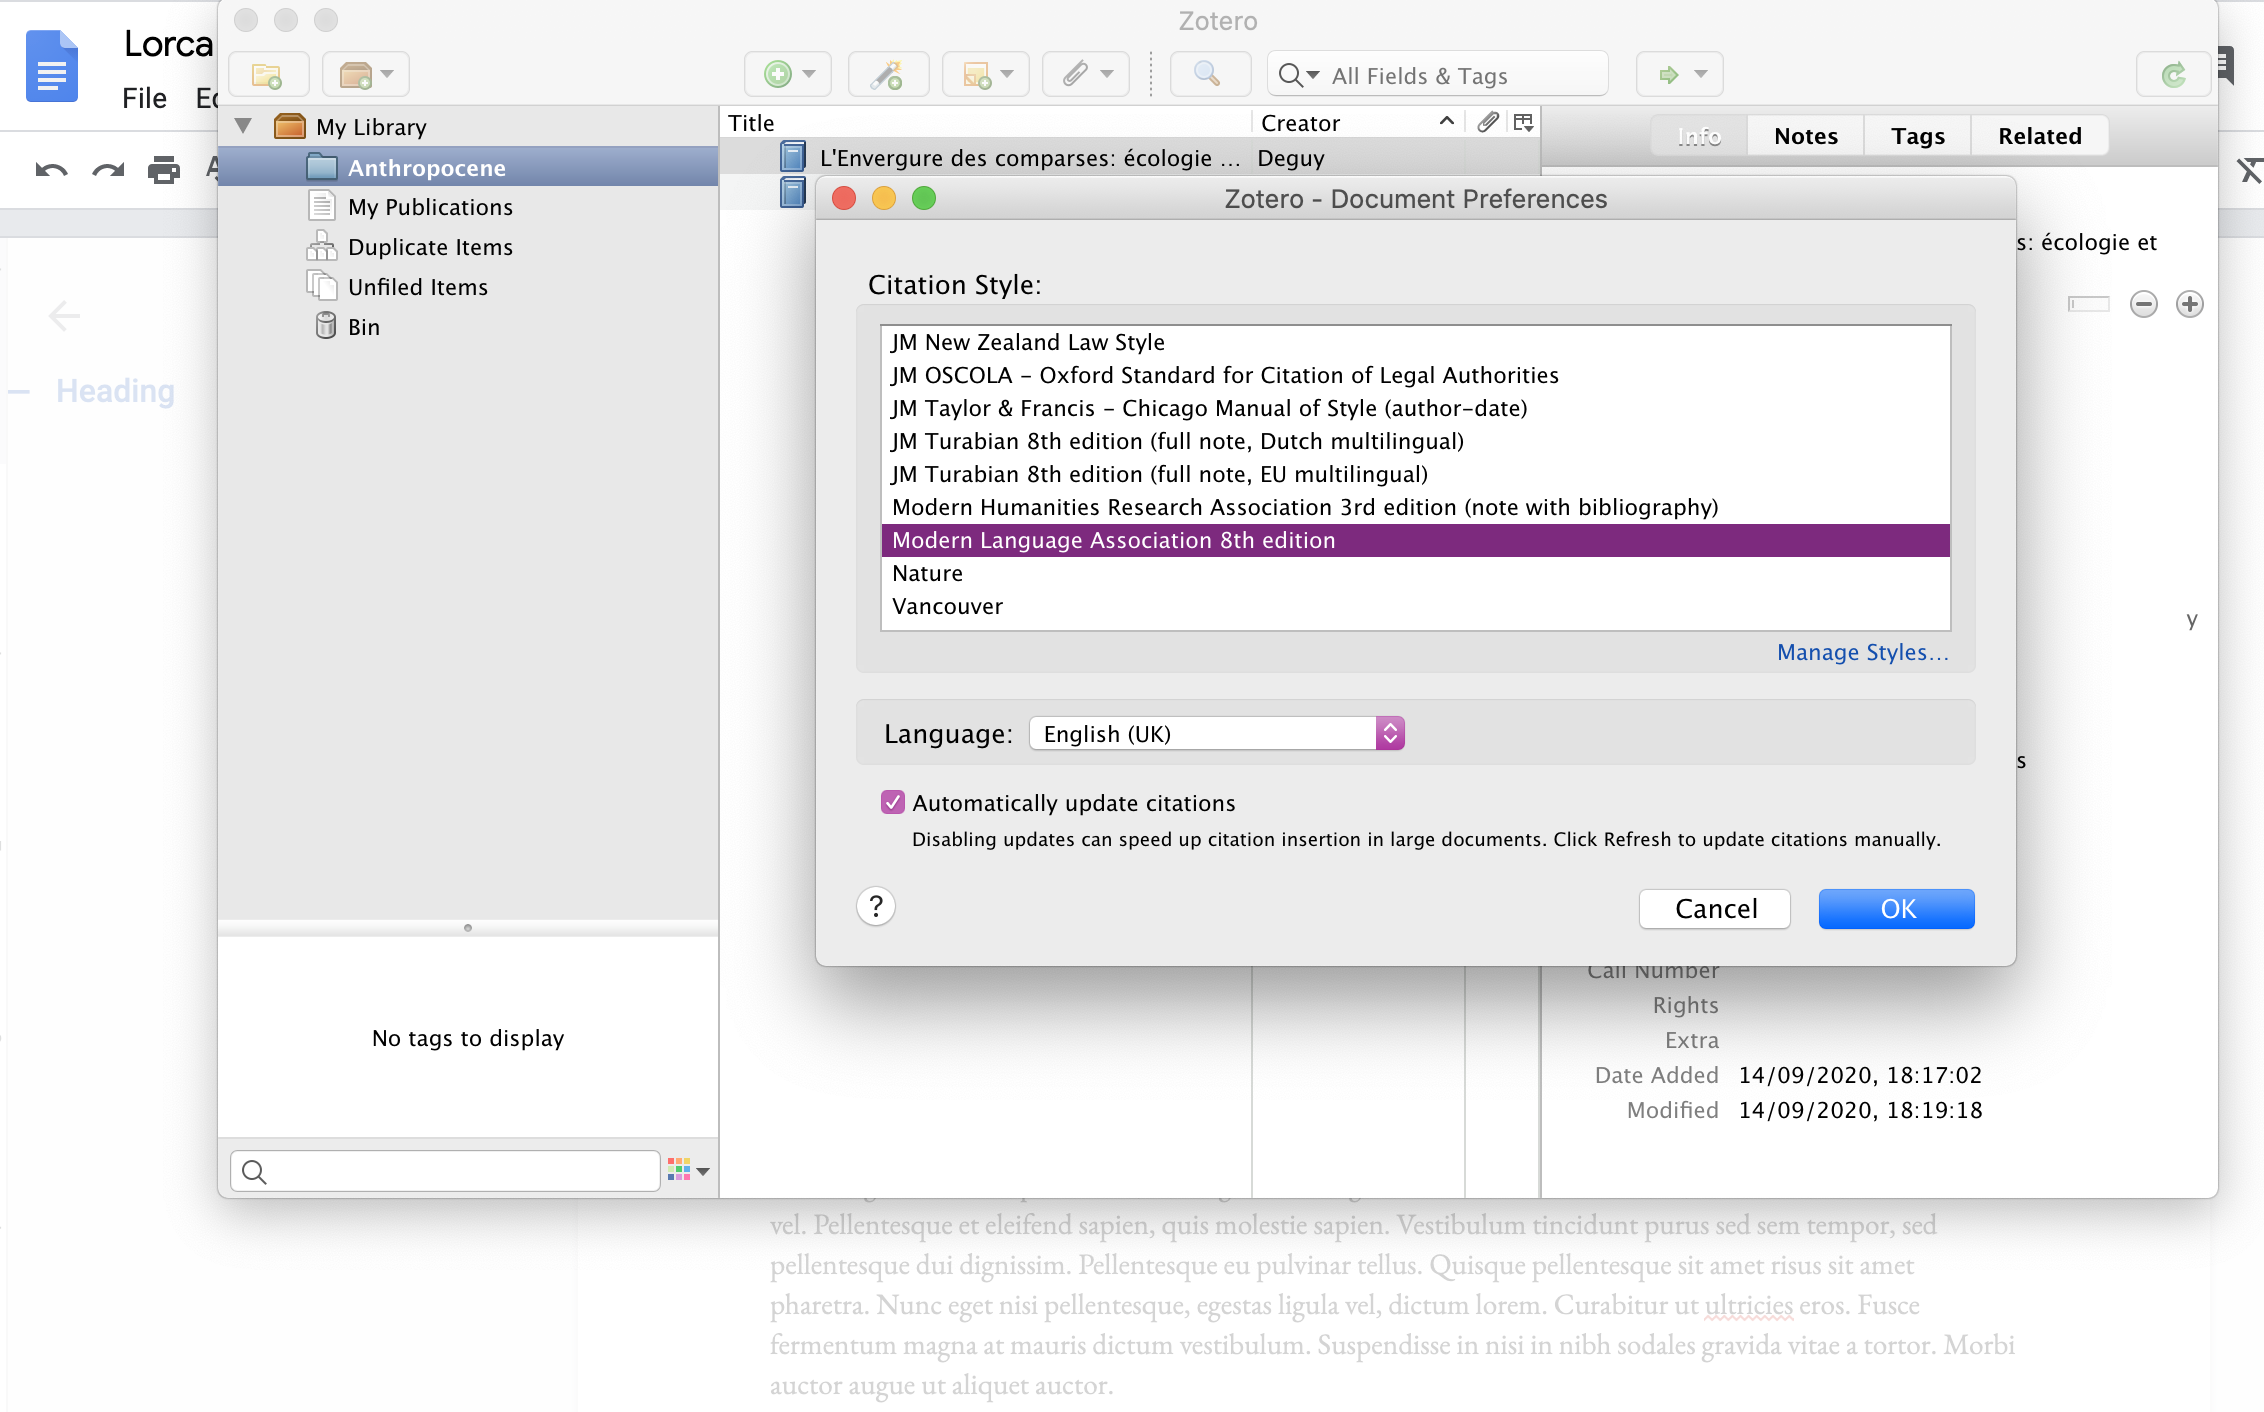 Lorca
File
Zotero
All Fields & Tags
My Library
Anthropocene
My Publications
Duplicate Items
Unfiled Items
Bin
Title
Creator
L'Envergure des comparses: écologie ...
Deguy
Info
Notes
Tags
Related
Zotero - Document Preferences
s: écologie et
Heading
Citation Style:
JM New Zealand Law Style
JM OSCOLA - Oxford Standard for Citation of Legal Authorities
JM Taylor & Francis - Chicago Manual of Style (author-date)
JM Turabian 8th edition (full note, Dutch multilingual)
JM Turabian 8th edition (full note, EU multilingual)
Modern Humanities Research Association 3rd edition (note with bibliography)
Modern Language Association 8th edition
Nature
Vancouver
y
Manage Styles...
Language:
English (UK)
s
Automatically update citations
Disabling updates can speed up citation insertion in large documents. Click Refresh to update citations manually.
?
Cancel
OK
Call Number
Rights
Extra
Date Added 14/09/2020, 18:17:02
Modified 14/09/2020, 18:19:18
No tags to display
vel. Pellentesque et eleifend sapien, quis molestie sapien. Vestibulum tincidunt purus sed sem tempor, sed
pellentesque dui dignissim. Pellentesque eu pulvinar tellus. Quisque pellentesque sit amet risus sit amet
pharetra. Nunc eget nisi pellentesque, egestas ligula vel, dictum lorem. Curabitur ut ultricies eros. Fusce
fermentum magna at mauris dictum vestibulum. Suspendisse in nisi in nibh sodales gravida vitae a tortor. Morbi
auctor augue ut aliquet auctor.